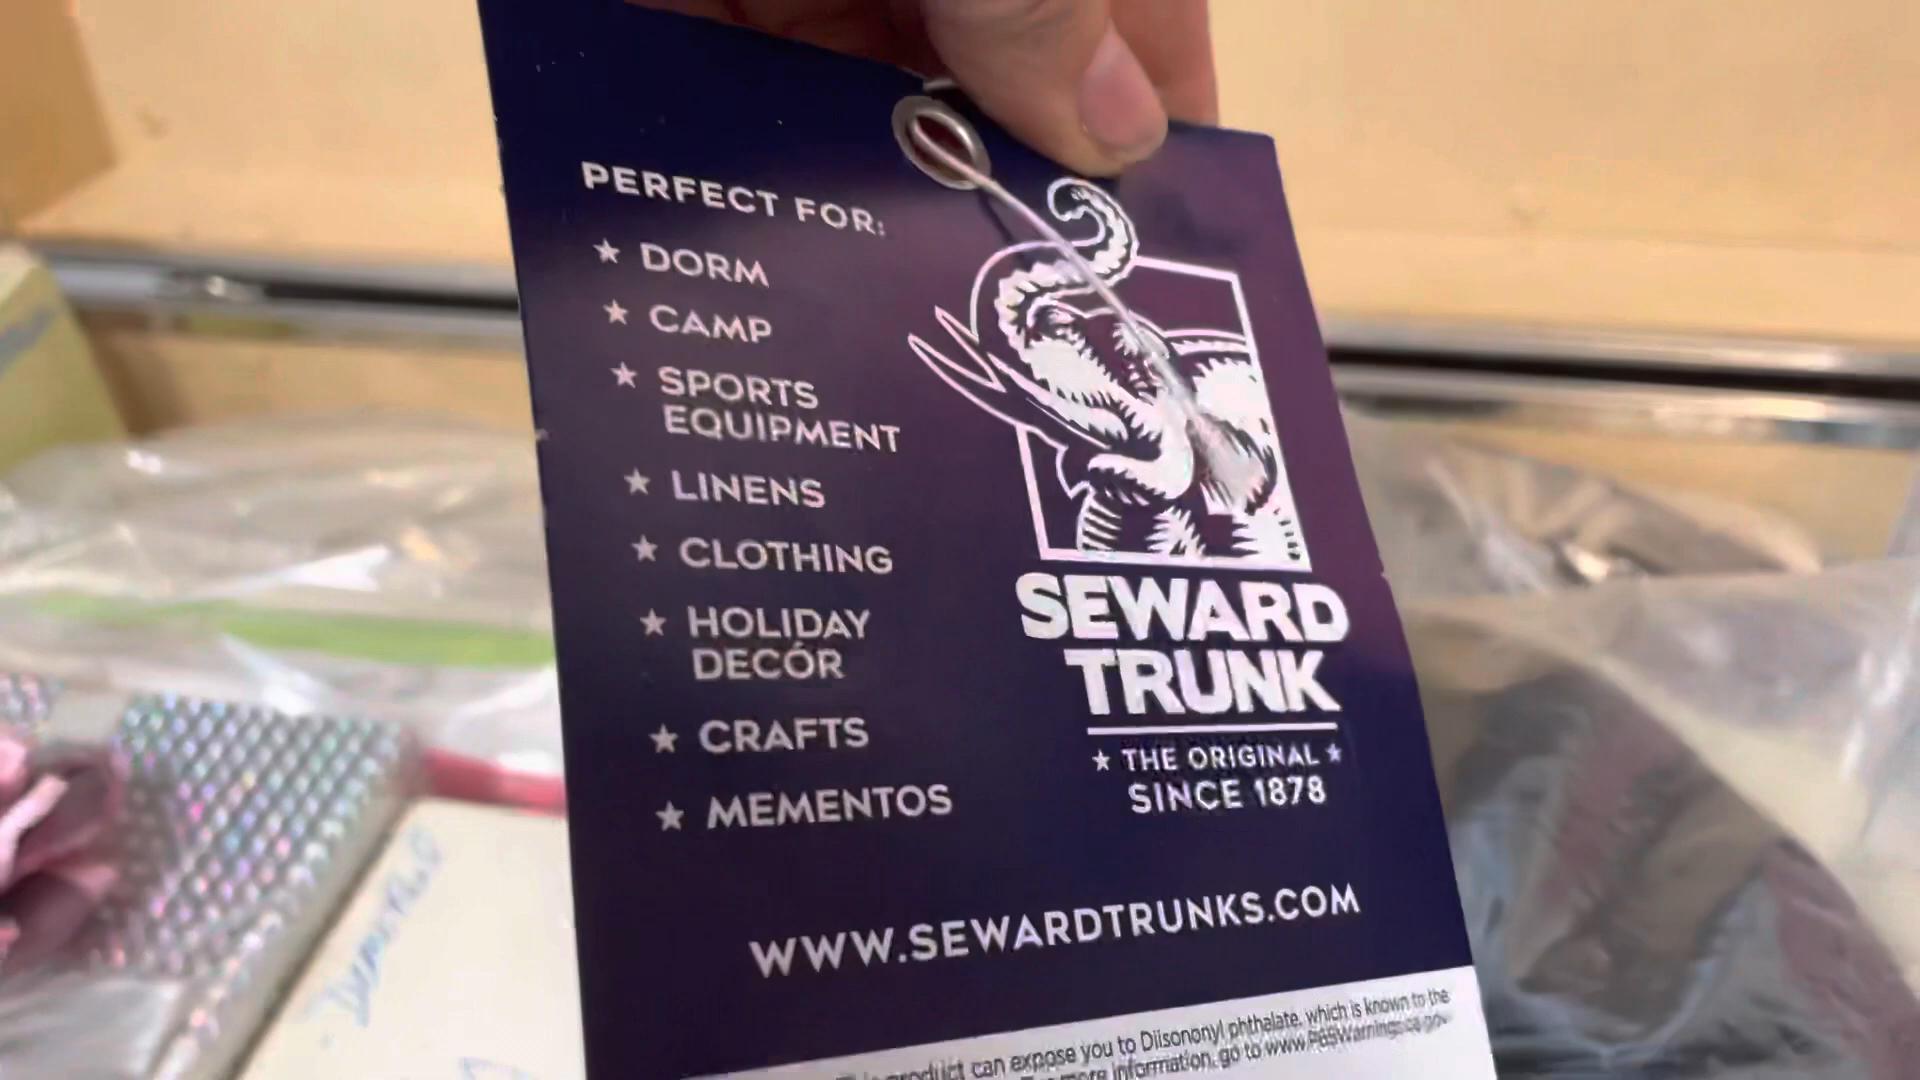 PERFECT FOR:
★ DORM
★ CAMP
★ SPORTS
EQUIPMENT
★ LINENS
★ CLOTHING
★ HOLIDAY
DECÓR
★ CRAFTS
★ MEMENTOS
SEWARD
TRUNK
★ THE ORIGINAL ★
SINCE 1878
WWW.SEWARDTRUNKS.COM
product can expose you to Diisononyl phthalate, which is known to the
more information, go to www.P65Warnings.ca.gov